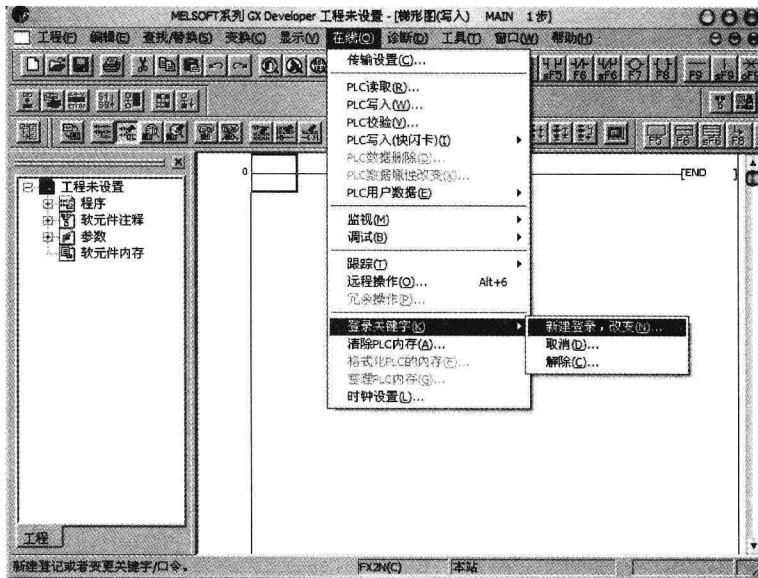 MELSOFT系列 GX Developer 工程未设置 - [梯形图(写入) MAIN 1步]
工程(F) 编辑(E) 查找/替换(S) 变换(C) 显示(V) 在线(O) 诊断(D) 工具(T) 窗口(W) 帮助(H)
传输设置(C)...
PLC读取(R)...
PLC写入(W)...
PLC校验(V)...
PLC写入(快闪卡)(I)
PLC数据删除(D)...
PLC数据属性改变(X)...
PLC用户数据(E)
监视(M)
调试(B)
跟踪(T)
远程操作(O)... Alt+6
冗余操作(P)...
登录关键字(K)
清除PLC内存(A)...
格式化PLC的内存(F)...
整理PLC内存(G)...
时钟设置(L)...
新建登录，改变(N)...
取消(D)...
解除(C)...
sF5 sF6 F7 F8 F9 sF9
工程未设置
程序
软元件注释
参数
软元件内存
0
[END ]
工程
新建登记或者变更关键字/口令。
FX2N(C) 本站